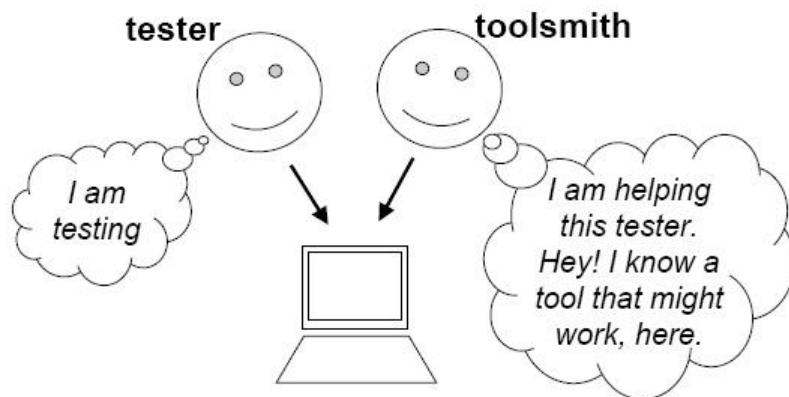 tester
toolsmith
I am
testing
I am helping
this tester.
Hey! I know a
tool that might
work, here.